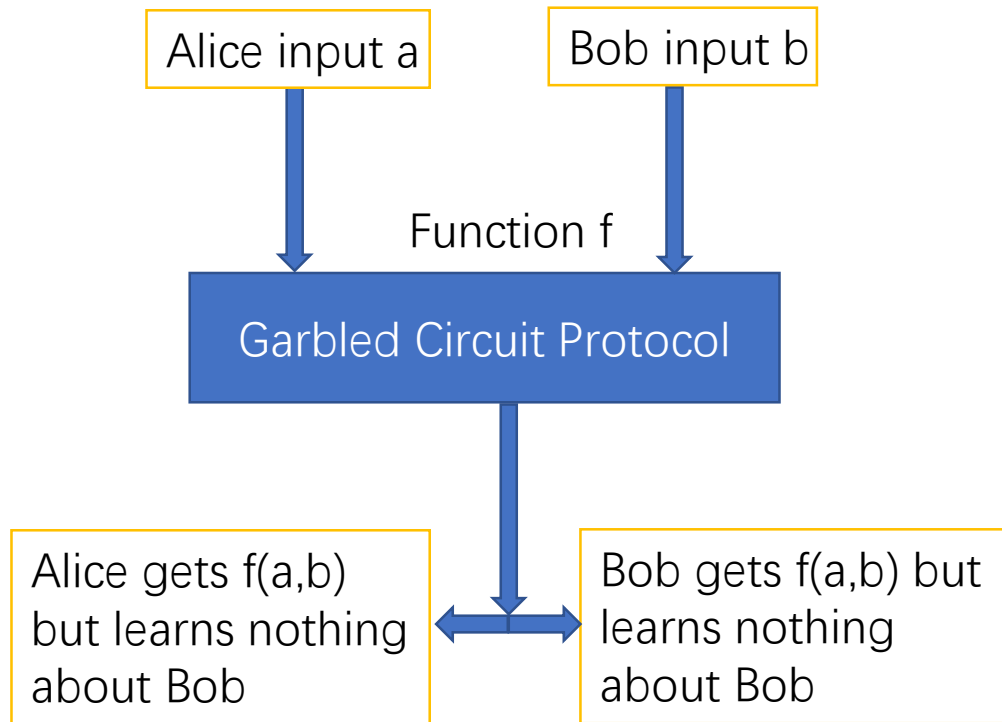 Alice input a
Bob input b
Function f
Garbled Circuit Protocol
Alice gets f(a,b)
but learns nothing
about Bob
Bob gets f(a,b) but
learns nothing
about Bob